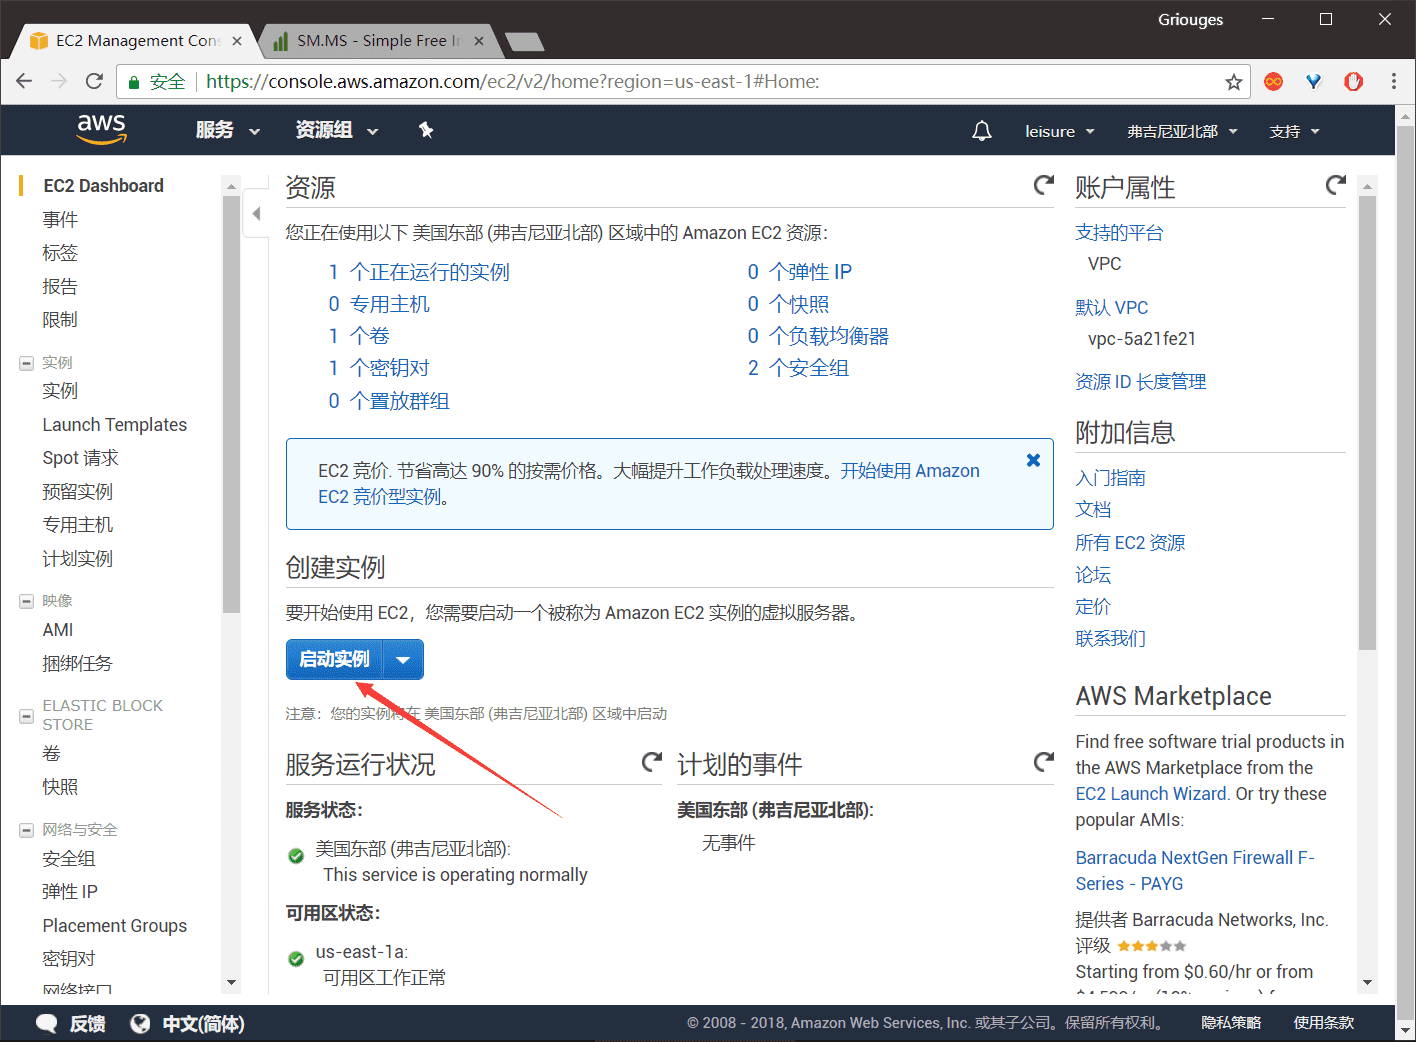 Griouges
EC2 Management Con
SM.MS - Simple Free I
安全 https://console.aws.amazon.com/ec2/v2/home?region=us-east-1#Home:
aws 服务 资源组 leisure 弗吉尼亚北部 支持
EC2 Dashboard
事件
标签
报告
限制
实例
实例
Launch Templates
Spot 请求
预留实例
专用主机
计划实例
映像
AMI
捆绑任务
ELASTIC BLOCK
STORE
卷
快照
网络与安全
安全组
弹性 IP
Placement Groups
密钥对
网络接口
资源
您正在使用以下 美国东部 (弗吉尼亚北部) 区域中的 Amazon EC2 资源:
1 个正在运行的实例
0 个弹性 IP
0 专用主机
0 个快照
1 个卷
0 个负载均衡器
1 个密钥对
2 个安全组
0 个置放群组
EC2 竞价. 节省高达 90% 的按需价格。大幅提升工作负载处理速度。开始使用 Amazon
EC2 竞价型实例。
创建实例
要开始使用 EC2，您需要启动一个被称为 Amazon EC2 实例的虚拟服务器。
启动实例
注意：您的实例将在 美国东部 (弗吉尼亚北部) 区域中启动
服务运行状况
服务状态：
美国东部 (弗吉尼亚北部):
This service is operating normally
可用区状态：
us-east-1a:
可用区工作正常
计划的事件
美国东部 (弗吉尼亚北部):
无事件
账户属性
支持的平台
VPC
默认 VPC
vpc-5a21fe21
资源 ID 长度管理
附加信息
入门指南
文档
所有 EC2 资源
论坛
定价
联系我们
AWS Marketplace
Find free software trial products in
the AWS Marketplace from the
EC2 Launch Wizard. Or try these
popular AMIs:
Barracuda NextGen Firewall F-
Series - PAYG
提供者 Barracuda Networks, Inc.
评级
Starting from $0.60/hr or from
反馈 中文(简体) © 2008 - 2018, Amazon Web Services, Inc. 或其子公司。保留所有权利。 隐私策略 使用条款